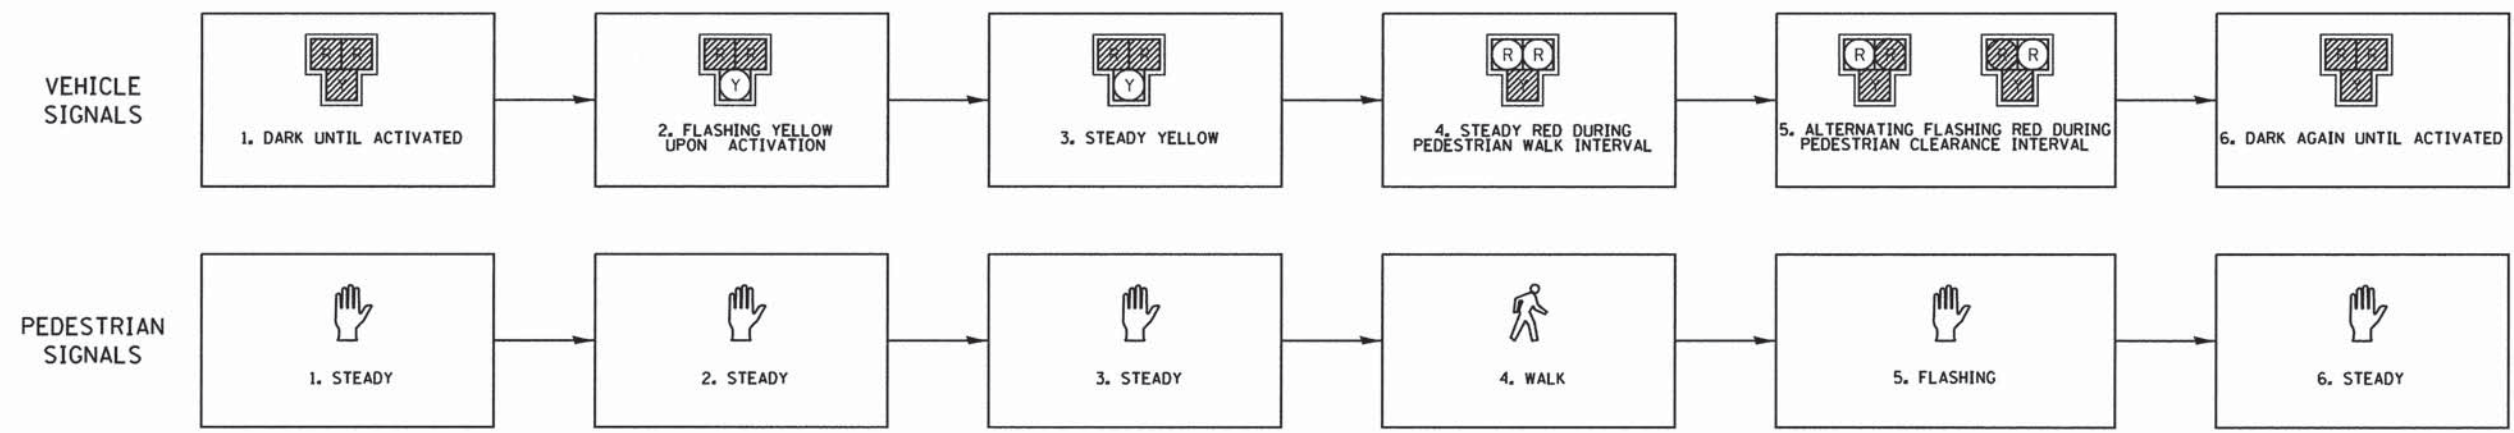 VEHICLE
SIGNALS
R R
Y
1. DARK UNTIL ACTIVATED
R R
Y
2. FLASHING YELLOW
UPON ACTIVATION
R R
Y
3. STEADY YELLOW
R R
Y
4. STEADY RED DURING
PEDESTRIAN WALK INTERVAL
R R
Y
R R
Y
5. ALTERNATING FLASHING RED DURING
PEDESTRIAN CLEARANCE INTERVAL
R R
Y
6. DARK AGAIN UNTIL ACTIVATED
PEDESTRIAN
SIGNALS
1. STEADY
2. STEADY
3. STEADY
4. WALK
5. FLASHING
6. STEADY